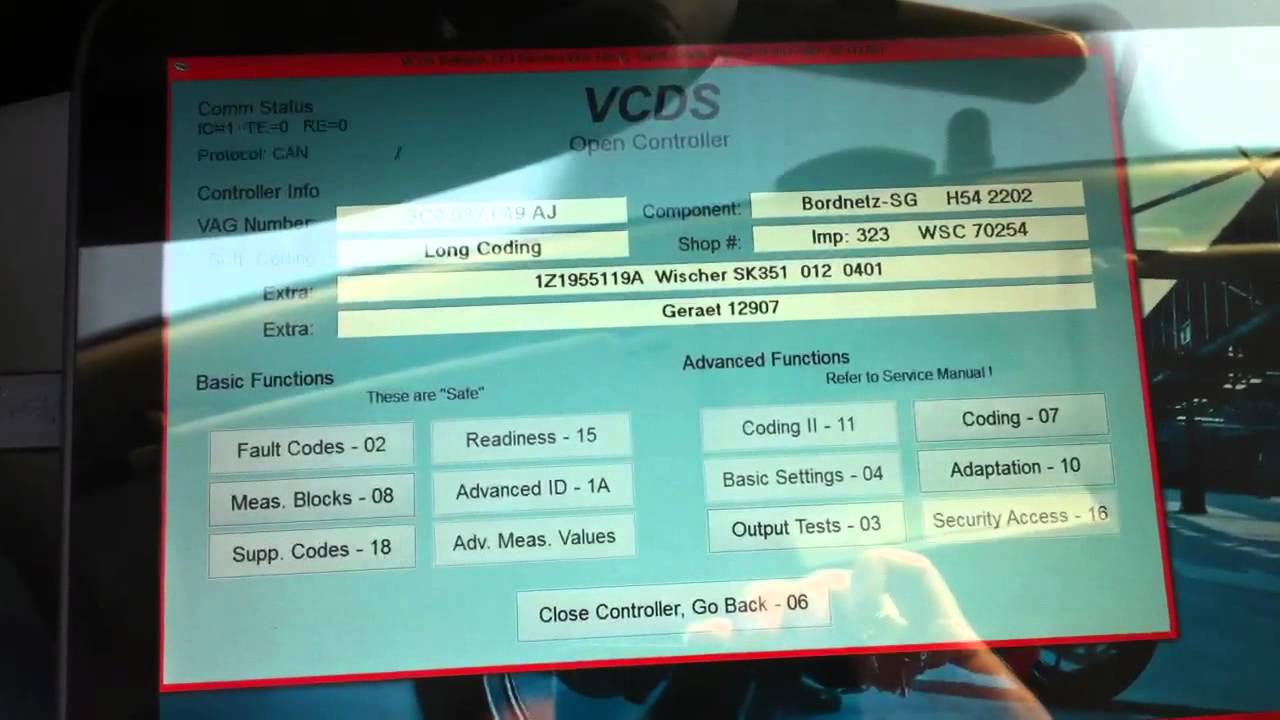 VCDS
Open Controller
Comm Status
IC=1 TE=0 RE=0
Protocol: CAN
Controller Info
VAG Number:
AJ
Component:
Bordnetz-SG H54 2202
Soft. Coding:
Long Coding
Shop #:
Imp: 323 WSC 70254
Extra:
1Z1955119A Wischer SK351 012 0401
Extra:
Geraet 12907
Basic Functions
These are "Safe"
Advanced Functions
Refer to Service Manual !
Fault Codes - 02
Readiness - 15
Coding II - 11
Coding - 07
Meas. Blocks - 08
Advanced ID - 1A
Basic Settings - 04
Adaptation - 10
Supp. Codes - 18
Adv. Meas. Values
Output Tests - 03
Security Access - 16
Close Controller, Go Back - 06